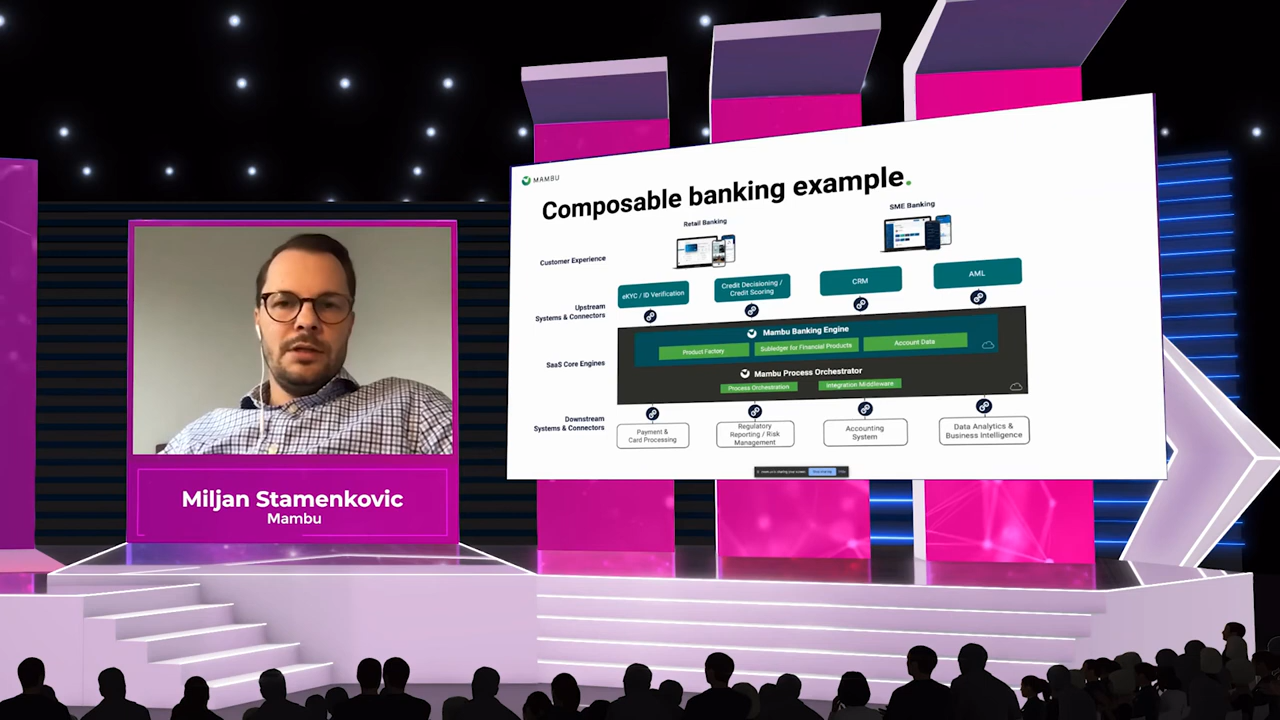 MAMBU
Composable banking example.
Retail Banking
SME Banking
Customer Experience
eKYC / ID Verification
Credit Decisioning /
Credit Scoring
CRM
AML
Upstream
Systems & Connectors
Mambu Banking Engine
Product Factory
Subledger for Financial Products
Account Data
SaaS Core Engines
Mambu Process Orchestrator
Process Orchestration
Integration Middleware
Downstream
Systems & Connectors
Payment &
Card Processing
Regulatory
Reporting / Risk
Management
Accounting
System
Data Analytics &
Business Intelligence
Miljan Stamenkovic
Mambu